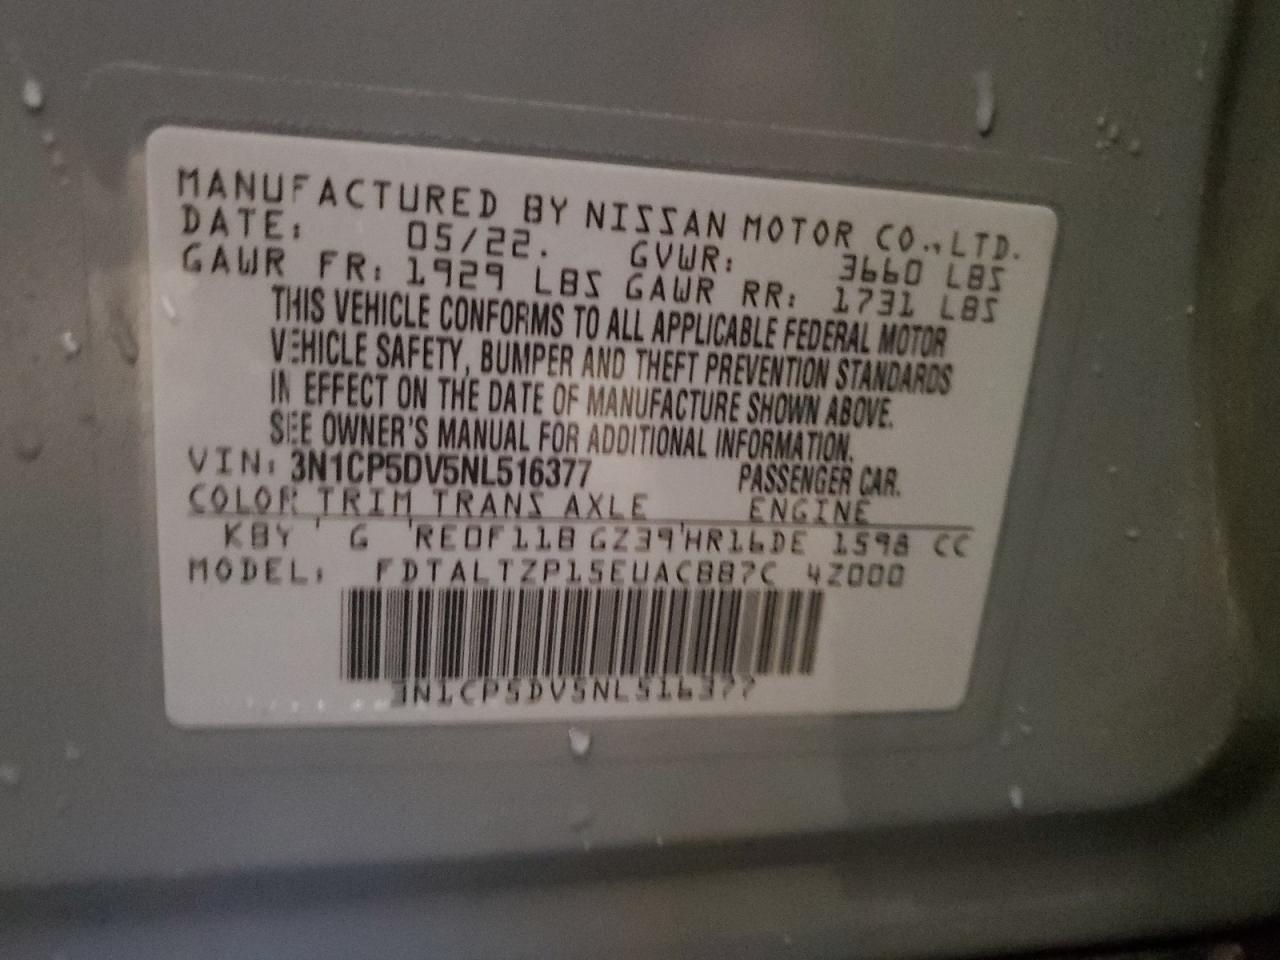 MANUFACTURED BY NISSAN MOTOR CO.,LTD.
DATE: 05/22. GVWR: 3660 LBS
GAWR FR: 1929 LBS GAWR RR: 1731 LBS
THIS VEHICLE CONFORMS TO ALL APPLICABLE FEDERAL MOTOR
VEHICLE SAFETY, BUMPER AND THEFT PREVENTION STANDARDS
IN EFFECT ON THE DATE OF MANUFACTURE SHOWN ABOVE.
SEE OWNER'S MANUAL FOR ADDITIONAL INFORMATION.
VIN: 3N1CP5DV5NL516377 PASSENGER CAR.
COLOR TRIM TRANS AXLE ENGINE
KBY ' G 'RE0F11B GZ39'HR16DE 1598 CC
MODEL: FDTALTZP15EUACBB7C 4Z000
3N1CP5DV5NL516377